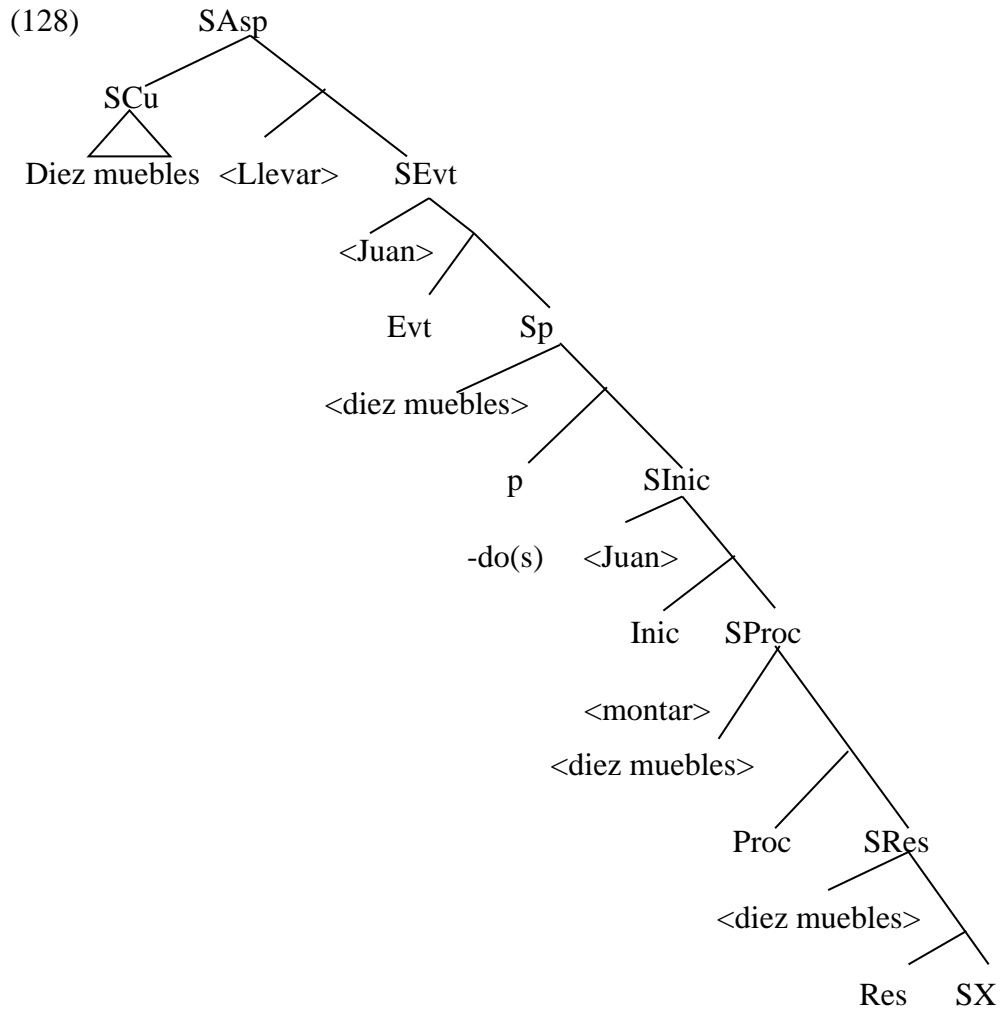 (128) SAsp
SCu
Diez muebles <Llevar> SEvt
<Juan>
Evt Sp
<diez muebles>
p SInic
-do(s) <Juan>
Inic SProc
<montar>
<diez muebles>
Proc SRes
<diez muebles>
Res SX